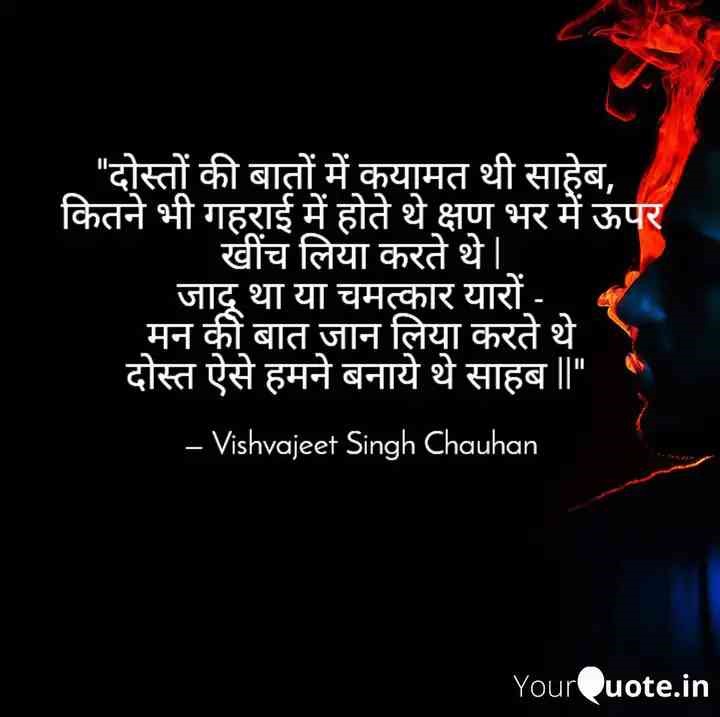 "दोस्तों की बातों में कयामत थी साहेब,
कितने भी गहराई में होते थे क्षण भर में ऊपर
खींच लिया करते थे |
जादू था या चमत्कार यारों -
मन की बात जान लिया करते थे
दोस्त ऐसे हमने बनाये थे साहब ||"
– Vishvajeet Singh Chauhan
YourQuote.in